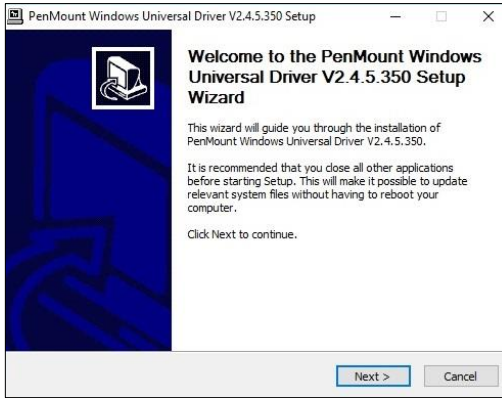 PenMount Windows Universal Driver V2.4.5.350 Setup
Welcome to the PenMount Windows
Universal Driver V2.4.5.350 Setup
Wizard
This wizard will guide you through the installation of
PenMount Windows Universal Driver V2.4.5.350.
It is recommended that you close all other applications
before starting Setup. This will make it possible to update
relevant system files without having to reboot your
computer.
Click Next to continue.
Next >
Cancel